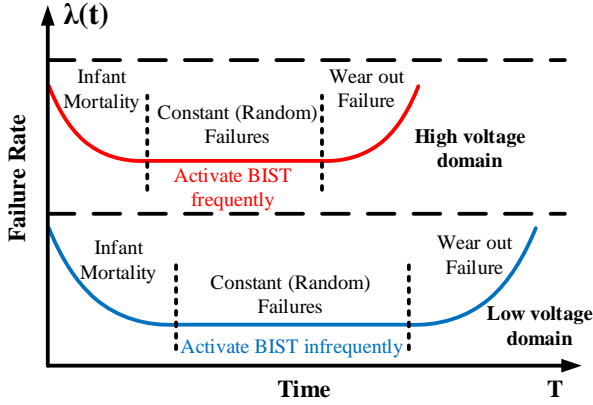 λ(t)
Infant
Mortality
Wear out
Failure
Constant (Random)
Failures
High voltage
domain
Activate BIST
frequently
Failure Rate
Infant
Mortality
Wear out
Failure
Constant (Random)
Failures
Low voltage
domain
Activate BIST infrequently
Time
T